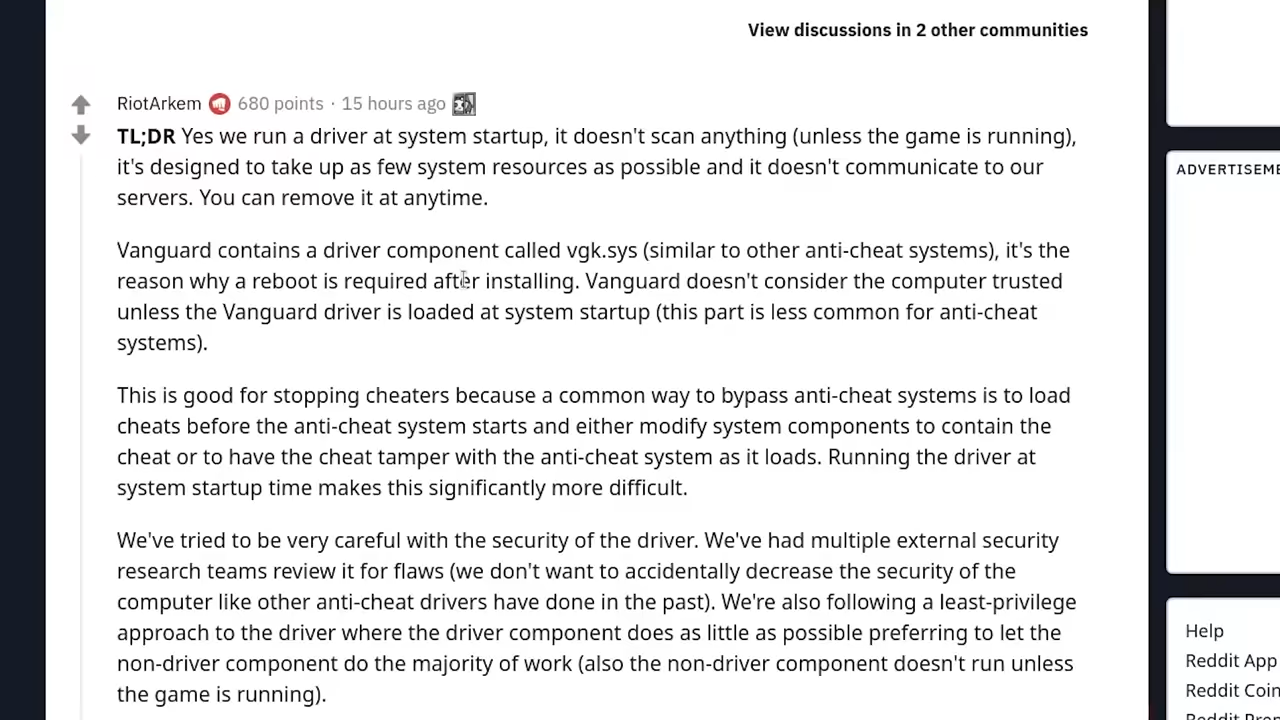 View discussions in 2 other communities
RiotArkem 680 points · 15 hours ago
TL;DR Yes we run a driver at system startup, it doesn't scan anything (unless the game is running),
it's designed to take up as few system resources as possible and it doesn't communicate to our
servers. You can remove it at anytime.
Vanguard contains a driver component called vgk.sys (similar to other anti-cheat systems), it's the
reason why a reboot is required after installing. Vanguard doesn't consider the computer trusted
unless the Vanguard driver is loaded at system startup (this part is less common for anti-cheat
systems).
This is good for stopping cheaters because a common way to bypass anti-cheat systems is to load
cheats before the anti-cheat system starts and either modify system components to contain the
cheat or to have the cheat tamper with the anti-cheat system as it loads. Running the driver at
system startup time makes this significantly more difficult.
We've tried to be very careful with the security of the driver. We've had multiple external security
research teams review it for flaws (we don't want to accidentally decrease the security of the
computer like other anti-cheat drivers have done in the past). We're also following a least-privilege
approach to the driver where the driver component does as little as possible preferring to let the
non-driver component do the majority of work (also the non-driver component doesn't run unless
the game is running).
ADVERTISEME
Help
Reddit App
Reddit Coin